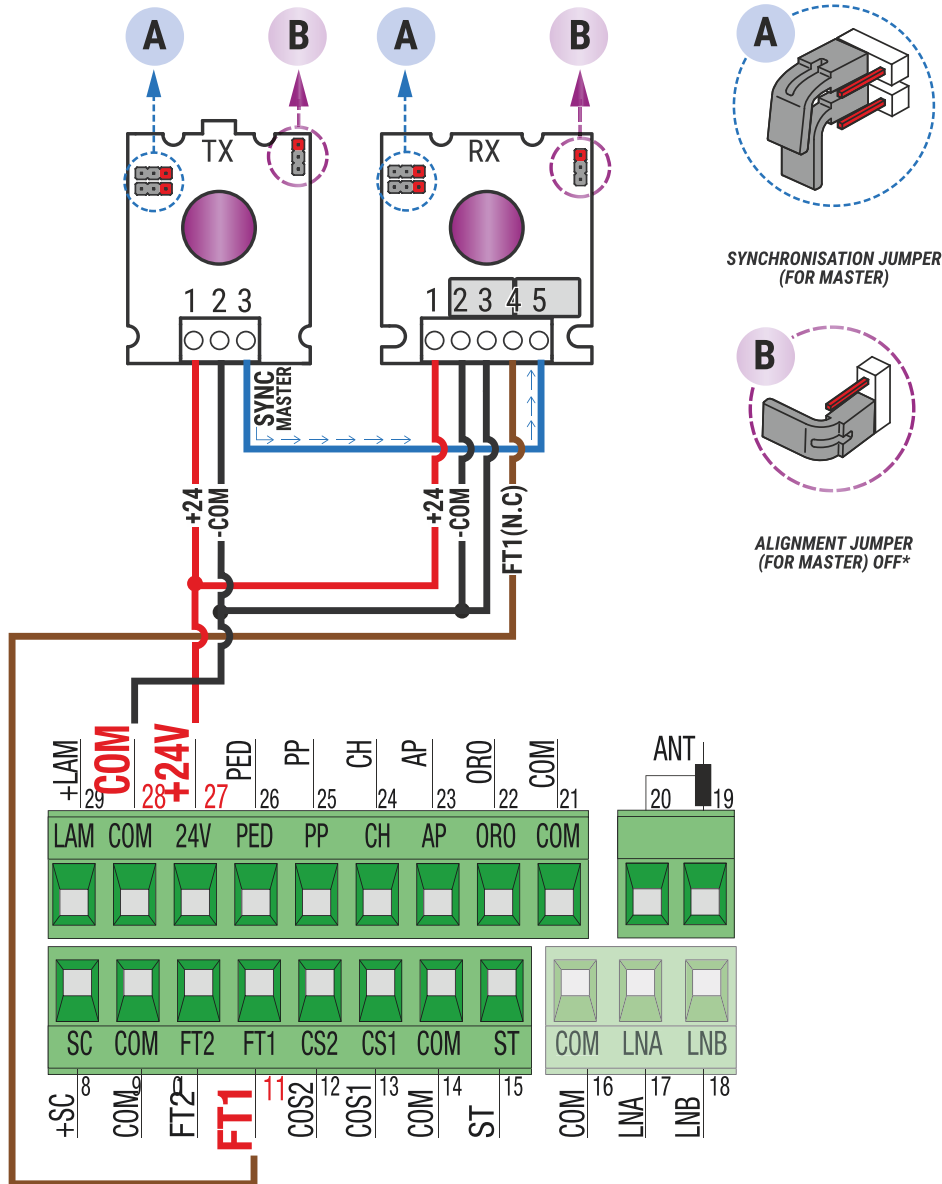 A B A B A
TX RX
SYNCHRONISATION JUMPER
(FOR MASTER)
1 2 3
1 2 3 4 5
SYNC
MASTER
B
+24 -COM +24 -COM FT1(N.C)
ALIGNMENT JUMPER
(FOR MASTER) OFF*
+LAM COM +24V PED PP CH AP ORO COM
ANT
29 28 27 26 25 24 23 22 21 20 19
LAM COM 24V PED PP CH AP ORO COM
SC COM FT2 FT1 CS2 CS1 COM ST COM LNA LNB
8 9 11 12 13 14 15 16 17 18
+SC COM FT2 FT1 COS2 COS1 COM ST COM LNA LNB